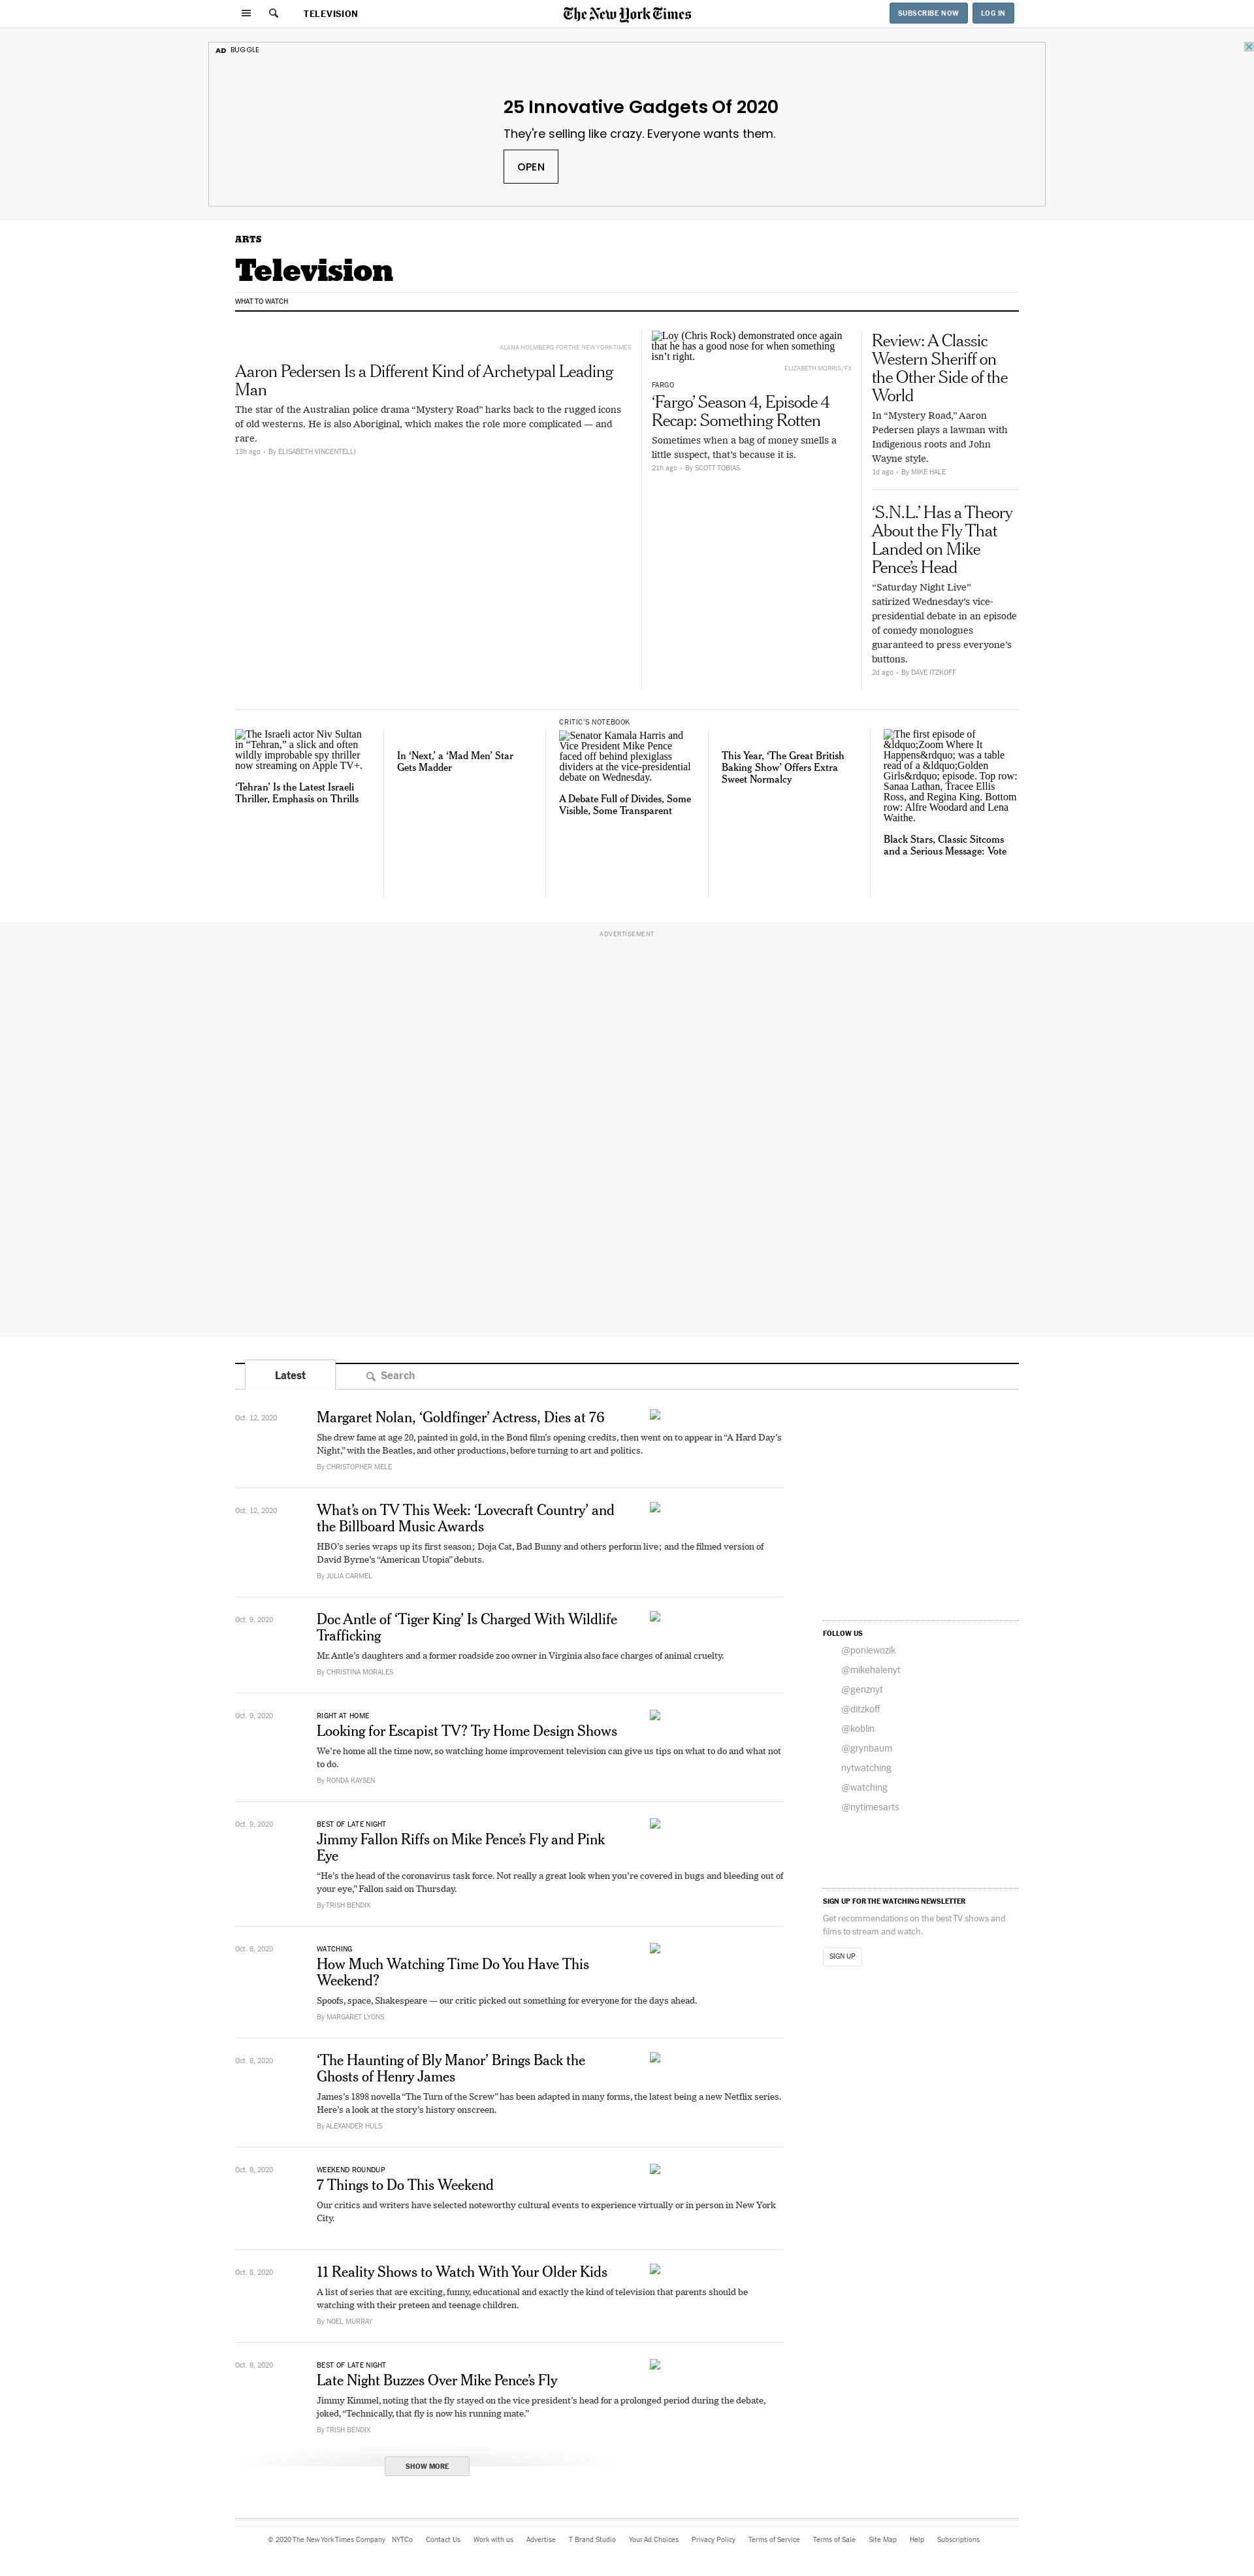 TELEVISION
The New York Times
SUBSCRIBE NOW
LOG IN
AD BUGGLE
25 Innovative Gadgets Of 2020
They're selling like crazy. Everyone wants them.
OPEN
ARTS
Television
WHAT TO WATCH
ALANA HOLMBERG FOR THE NEW YORK TIMES
Aaron Pedersen Is a Different Kind of Archetypal Leading
Man
The star of the Australian police drama “Mystery Road” harks back to the rugged icons
of old westerns. He is also Aboriginal, which makes the role more complicated — and
rare.
13h ago • By ELISABETH VINCENTELLI
Loy (Chris Rock) demonstrated once again
that he has a good nose for when something
isn’t right.
ELIZABETH MORRIS/FX
FARGO
‘Fargo’ Season 4, Episode 4
Recap: Something Rotten
Sometimes when a bag of money smells a
little suspect, that’s because it is.
21h ago • By SCOTT TOBIAS
Review: A Classic
Western Sheriff on
the Other Side of the
World
In “Mystery Road,” Aaron
Pedersen plays a lawman with
Indigenous roots and John
Wayne style.
1d ago • By MIKE HALE
‘S.N.L.’ Has a Theory
About the Fly That
Landed on Mike
Pence’s Head
“Saturday Night Live”
satirized Wednesday’s vice-
presidential debate in an episode
of comedy monologues
guaranteed to press everyone’s
buttons.
2d ago • By DAVE ITZKOFF
The Israeli actor Niv Sultan
in “Tehran,” a slick and often
wildly improbable spy thriller
now streaming on Apple TV+.
‘Tehran’ Is the Latest Israeli
Thriller, Emphasis on Thrills
In ‘Next,’ a ‘Mad Men’ Star
Gets Madder
CRITIC’S NOTEBOOK
Senator Kamala Harris and
Vice President Mike Pence
faced off behind plexiglass
dividers at the vice-presidential
debate on Wednesday.
A Debate Full of Divides, Some
Visible, Some Transparent
This Year, ‘The Great British
Baking Show’ Offers Extra
Sweet Normalcy
The first episode of
&ldquo;Zoom Where It
Happens&rdquo; was a table
read of a &ldquo;Golden
Girls&rdquo; episode. Top row:
Sanaa Lathan, Tracee Ellis
Ross, and Regina King. Bottom
row: Alfre Woodard and Lena
Waithe.
Black Stars, Classic Sitcoms
and a Serious Message: Vote
ADVERTISEMENT
Latest
Search
Oct. 12, 2020
Margaret Nolan, ‘Goldfinger’ Actress, Dies at 76
She drew fame at age 20, painted in gold, in the Bond film’s opening credits, then went on to appear in “A Hard Day’s
Night,” with the Beatles, and other productions, before turning to art and politics.
By CHRISTOPHER MELE
Oct. 12, 2020
What’s on TV This Week: ‘Lovecraft Country’ and
the Billboard Music Awards
HBO’s series wraps up its first season; Doja Cat, Bad Bunny and others perform live; and the filmed version of
David Byrne’s “American Utopia” debuts.
By JULIA CARMEL
Oct. 9, 2020
Doc Antle of ‘Tiger King’ Is Charged With Wildlife
Trafficking
Mr. Antle’s daughters and a former roadside zoo owner in Virginia also face charges of animal cruelty.
By CHRISTINA MORALES
Oct. 9, 2020
RIGHT AT HOME
Looking for Escapist TV? Try Home Design Shows
We’re home all the time now, so watching home improvement television can give us tips on what to do and what not
to do.
By RONDA KAYSEN
Oct. 9, 2020
BEST OF LATE NIGHT
Jimmy Fallon Riffs on Mike Pence’s Fly and Pink
Eye
“He’s the head of the coronavirus task force. Not really a great look when you’re covered in bugs and bleeding out of
your eye,” Fallon said on Thursday.
By TRISH BENDIX
Oct. 8, 2020
WATCHING
How Much Watching Time Do You Have This
Weekend?
Spoofs, space, Shakespeare — our critic picked out something for everyone for the days ahead.
By MARGARET LYONS
Oct. 8, 2020
‘The Haunting of Bly Manor’ Brings Back the
Ghosts of Henry James
James’s 1898 novella “The Turn of the Screw” has been adapted in many forms, the latest being a new Netflix series.
Here’s a look at the story’s history onscreen.
By ALEXANDER HULS
Oct. 8, 2020
WEEKEND ROUNDUP
7 Things to Do This Weekend
Our critics and writers have selected noteworthy cultural events to experience virtually or in person in New York
City.
Oct. 8, 2020
11 Reality Shows to Watch With Your Older Kids
A list of series that are exciting, funny, educational and exactly the kind of television that parents should be
watching with their preteen and teenage children.
By NOEL MURRAY
Oct. 8, 2020
BEST OF LATE NIGHT
Late Night Buzzes Over Mike Pence’s Fly
Jimmy Kimmel, noting that the fly stayed on the vice president’s head for a prolonged period during the debate,
joked, “Technically, that fly is now his running mate.”
By TRISH BENDIX
SHOW MORE
FOLLOW US
@poniewozik
@mikehalenyt
@genznyt
@ditzkoff
@koblin
@grynbaum
nytwatching
@watching
@nytimesarts
SIGN UP FOR THE WATCHING NEWSLETTER
Get recommendations on the best TV shows and
films to stream and watch.
SIGN UP
© 2020 The New York Times Company NYTCo Contact Us Work with us Advertise T Brand Studio Your Ad Choices Privacy Policy Terms of Service Terms of Sale Site Map Help Subscriptions